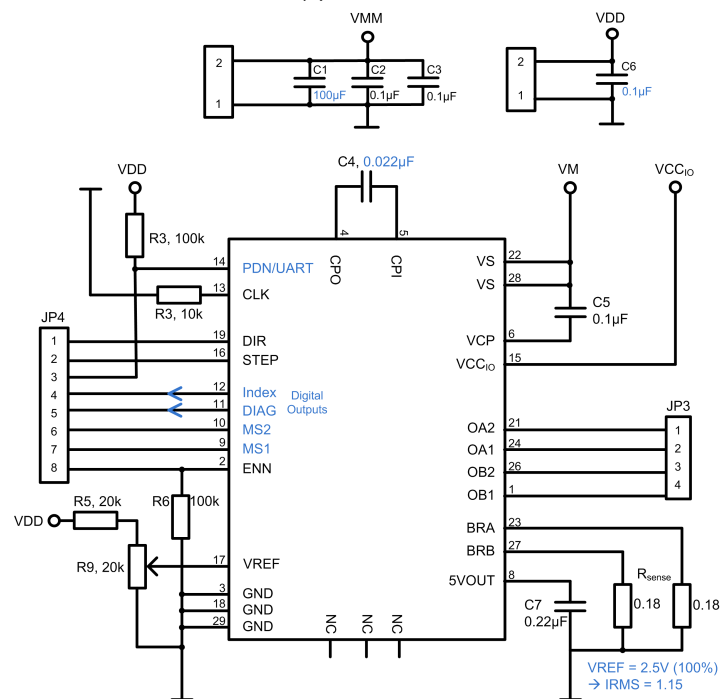 VMM
VDD
2
1
C1
100µF
C2
0.1µF
C3
0.1µF
2
1
C6
0.1µF
C4, 0.022µF
VDD
VM
VCCIO
4
5
CPO
CPI
R3, 100k
14
PDN/UART
13
CLK
R3, 10k
22
VS
28
VS
C5
0.1µF
6
VCP
15
VCCIO
JP4
1
2
3
4
5
6
7
8
19
DIR
16
STEP
12
Index
11
DIAG
Digital
Outputs
10
MS2
9
MS1
2
ENN
JP3
1
2
3
4
21
OA2
24
OA1
26
OB2
1
OB1
R5, 20k
VDD
R6
100k
R9, 20k
17
VREF
3
GND
18
GND
29
GND
NC
NC
NC
23
BRA
27
BRB
8
5VOUT
C7
0.22µF
Rsense
0.18
0.18
VREF = 2.5V (100%)
→ IRMS = 1.15